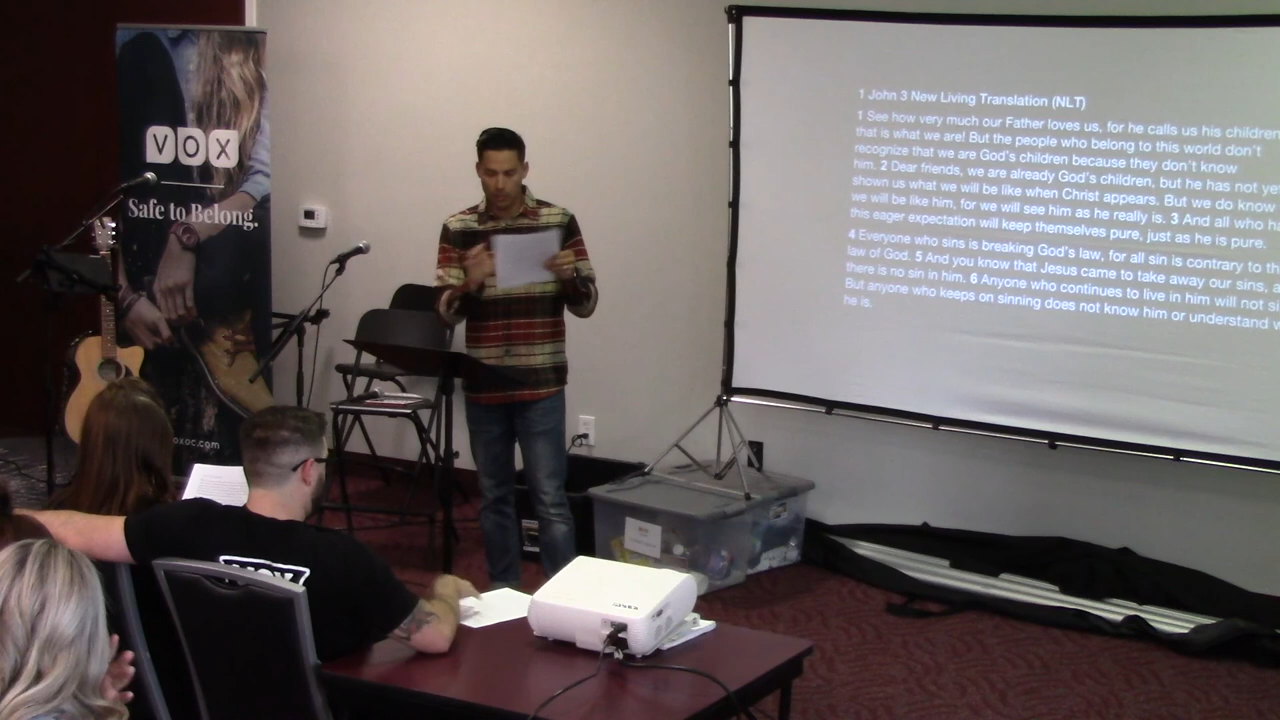 VOX
Safe to Belong.
oxoc.com
VOX
1 John 3 New Living Translation (NLT)
1 See how very much our Father loves us, for he calls us his children
that is what we are! But the people who belong to this world don't
recognize that we are God's children because they don't know
him. 2 Dear friends, we are already God's children, but he has not ye
shown us what we will be like when Christ appears. But we do know
we will be like him, for we will see him as he really is. 3 And all who ha
this eager expectation will keep themselves pure, just as he is pure.
4 Everyone who sins is breaking God's law, for all sin is contrary to th
law of God. 5 And you know that Jesus came to take away our sins, a
there is no sin in him. 6 Anyone who continues to live in him will not si
But anyone who keeps on sinning does not know him or understand w
he is.